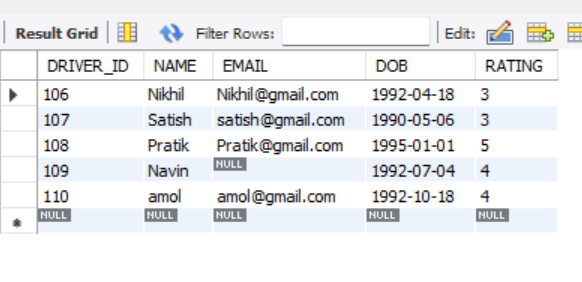 Result Grid Filter Rows: Edit:
DRIVER_ID NAME EMAIL DOB RATING
106 Nikhil Nikhil@gmail.com 1992-04-18 3
107 Satish satish@gmail.com 1990-05-06 3
108 Pratik Pratik@gmail.com 1995-01-01 5
109 Navin NULL 1992-07-04 4
110 amol amol@gmail.com 1992-10-18 4
NULL NULL NULL NULL NULL